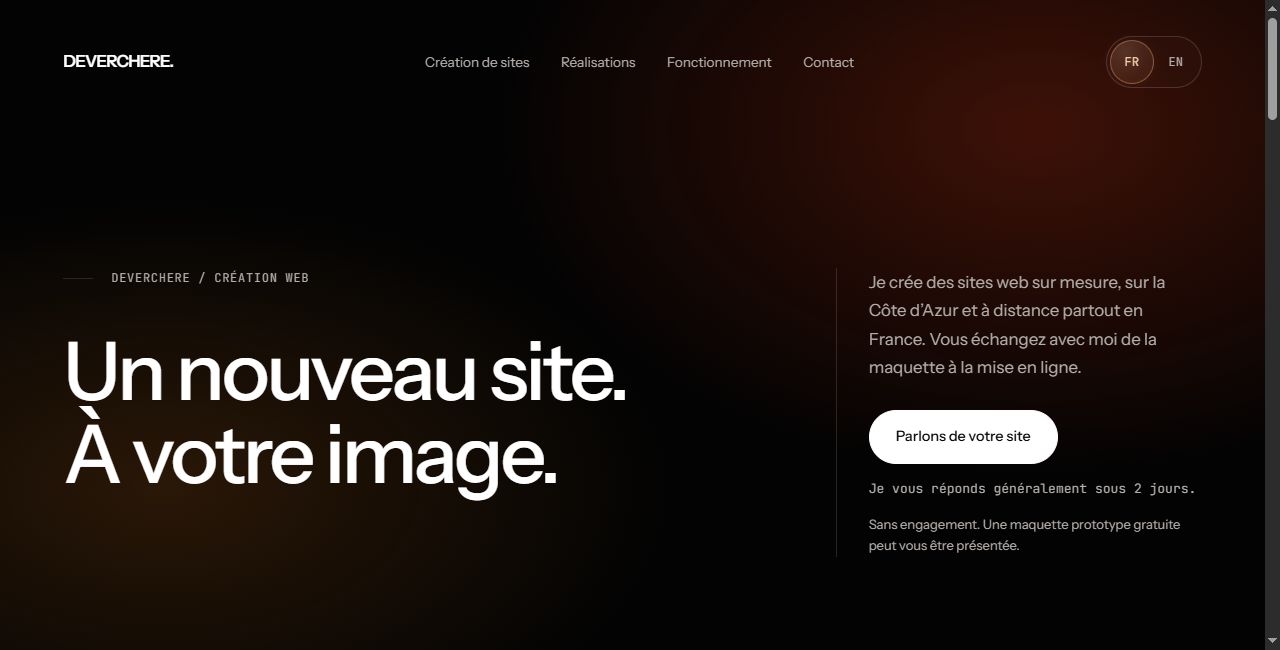 DEVERCHERE.
Création de sites
Réalisations
Fonctionnement
Contact
FR
EN
DEVERCHERE / CRÉATION WEB
Un nouveau site.
À votre image.
Je crée des sites web sur mesure, sur la
Côte d’Azur et à distance partout en
France. Vous échangez avec moi de la
maquette à la mise en ligne.
Parlons de votre site
Je vous réponds généralement sous 2 jours.
Sans engagement. Une maquette prototype gratuite
peut vous être présentée.